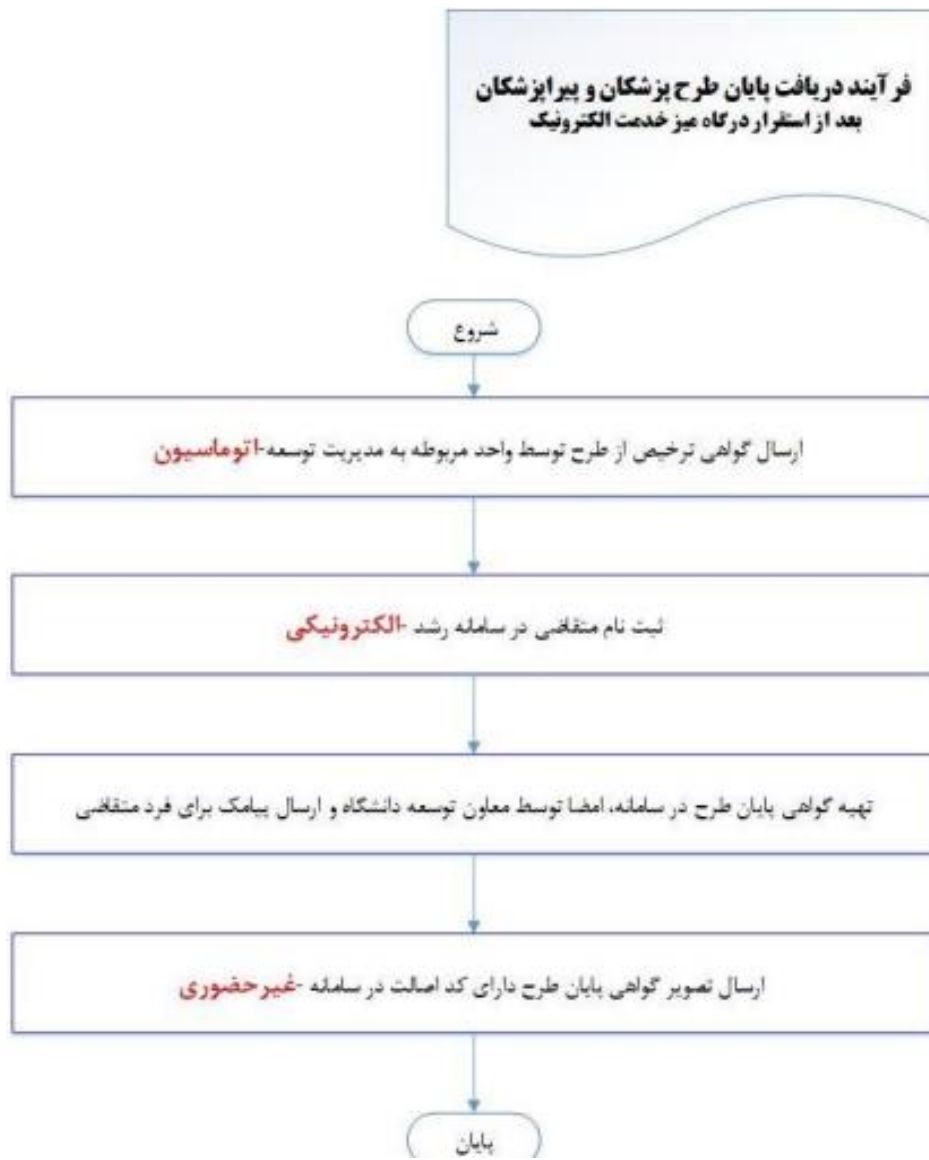 فرآیند دریافت پایان طرح پزشکان و پیراپزشکان
بعد از استقرار درگاه میز خدمت الکترونیک
شروع
ارسال گواهی ترخیص از طرح توسط واحد مربوطه به مدیریت توسعه-اتوماسیون
ثبت نام متقاضی در سامانه رشد -الکترونیکی
تهیه گواهی پایان طرح در سامانه، امضا توسط معاون توسعه دانشگاه و ارسال پیامک برای فرد متقاضی
ارسال تصویر گواهی پایان طرح دارای کد اصالت در سامانه -غیرحضوری
پایان